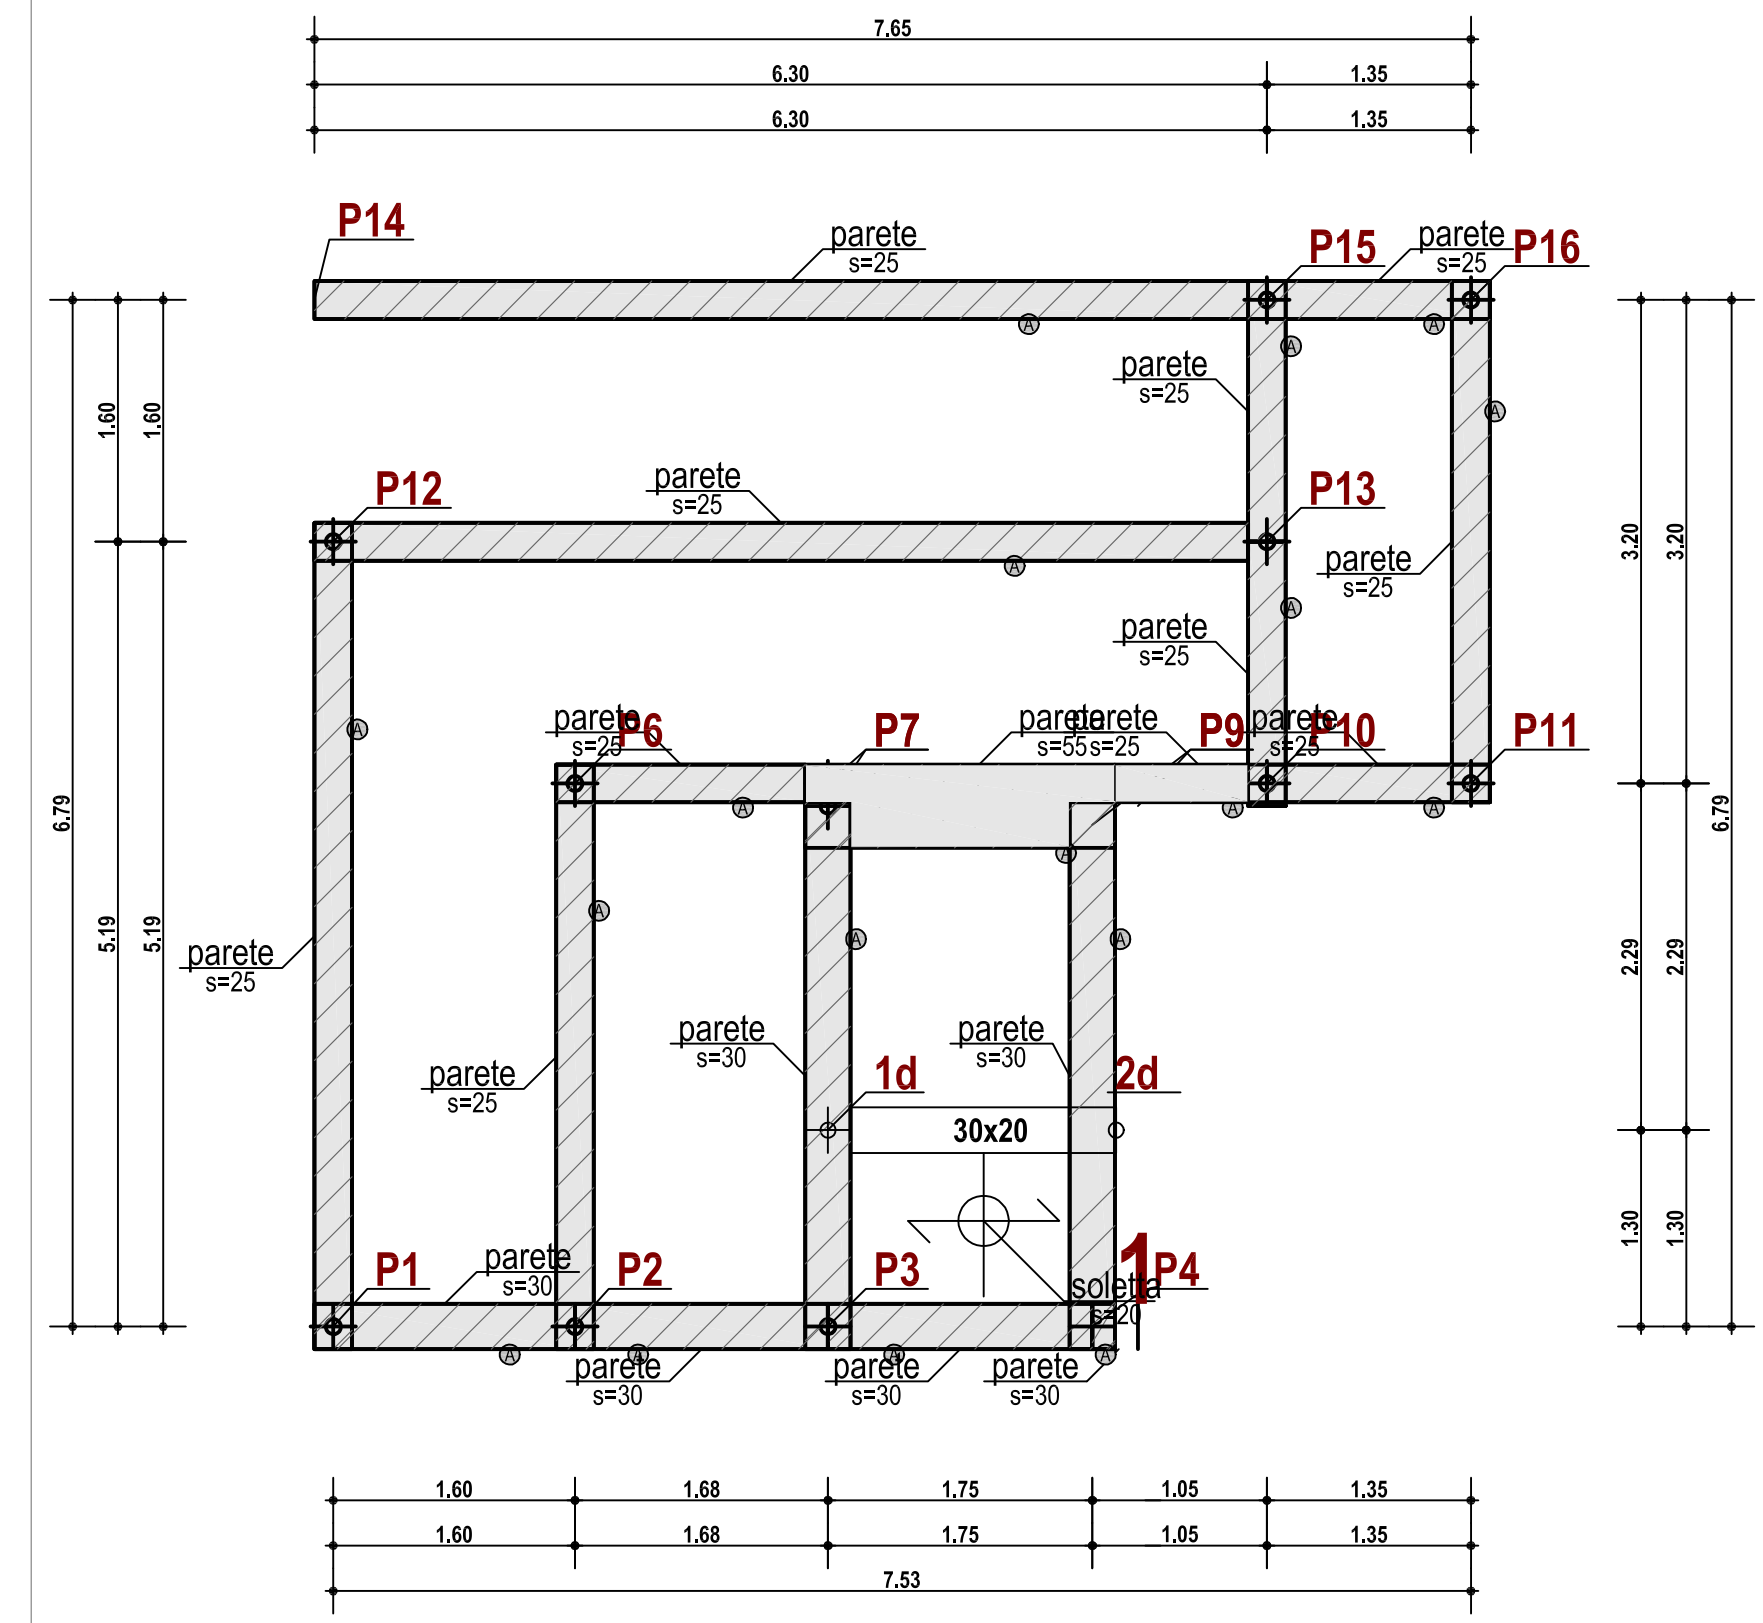 7.65
6.30
1.35
6.30
1.35
P14
parete
s=25
P15
parete
s=25
P16
A
A
A
parete
s=25
A
1.60
1.60
P12
parete
s=25
P13
A
parete
s=25
3.20
3.20
A
parete
s=25
A
parete
s=25
P6
P7
parete
s=55
parete
s=25
P9
parete
s=25
P10
P11
A
A
A
6.79
6.79
A
A
A
A
5.19
5.19
parete
s=25
2.29
2.29
parete
s=30
parete
s=30
parete
s=25
1d
2d
30x20
1.30
1.30
P1
parete
s=30
P2
P3
1
P4
soletta
s=20
A
A
A
A
parete
s=30
parete
s=30
parete
s=30
1.60
1.68
1.75
1.05
1.35
1.60
1.68
1.75
1.05
1.35
7.53